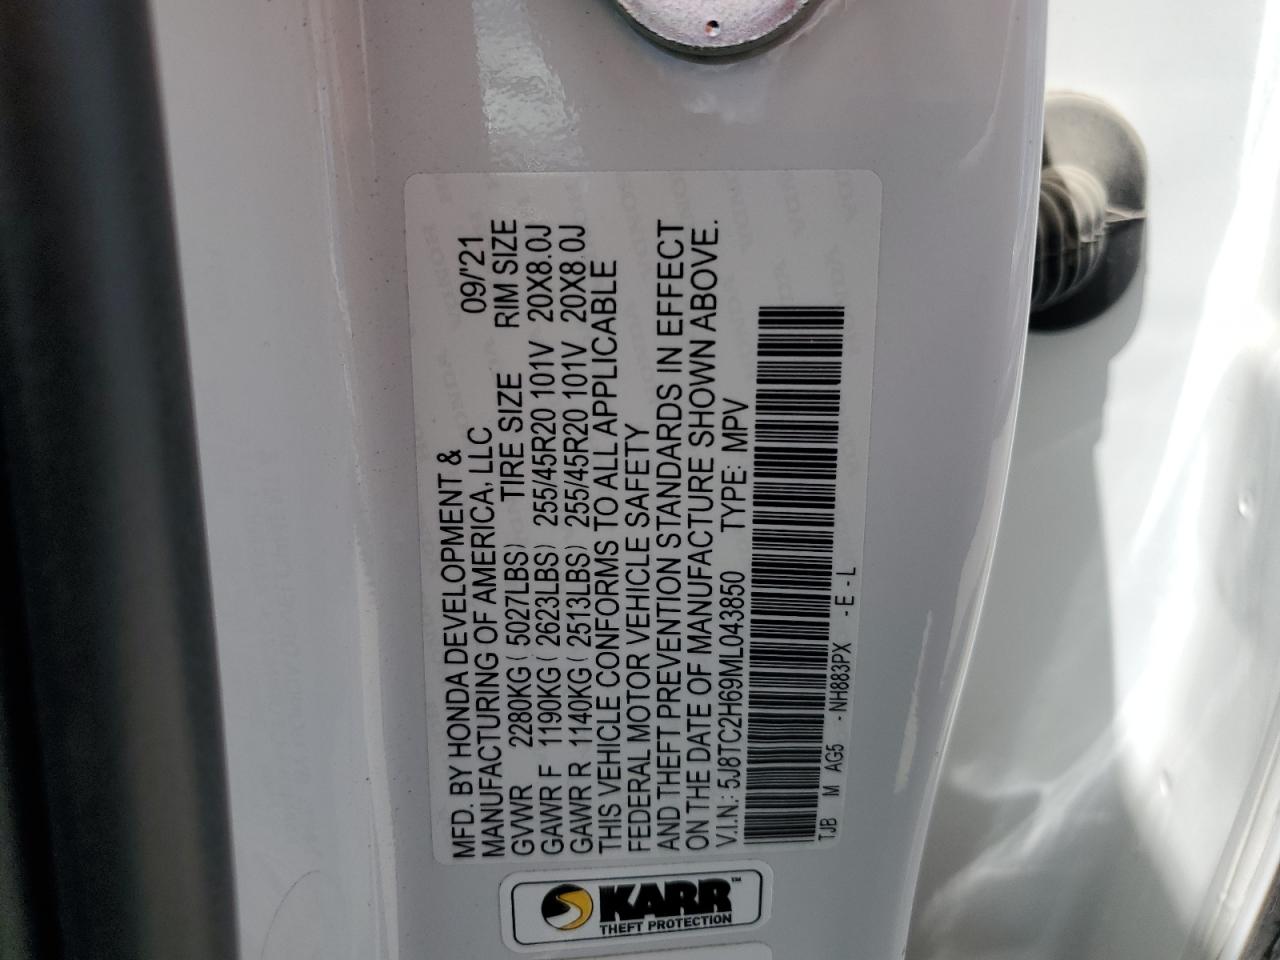 MFD. BY HONDA DEVELOPMENT &
MANUFACTURING OF AMERICA, LLC 09/'21
GVWR 2280KG( 5027LBS) TIRE SIZE RIM SIZE
GAWR F 1190KG( 2623LBS) 255/45R20 101V 20X8.0J
GAWR R 1140KG( 2513LBS) 255/45R20 101V 20X8.0J
THIS VEHICLE CONFORMS TO ALL APPLICABLE
FEDERAL MOTOR VEHICLE SAFETY
AND THEFT PREVENTION STANDARDS IN EFFECT
ON THE DATE OF MANUFACTURE SHOWN ABOVE.
V.I.N.: 5J8TC2H69ML043850 TYPE: MPV
TJB M AG5 -NH883PX -E-L
KARR™
THEFT PROTECTION